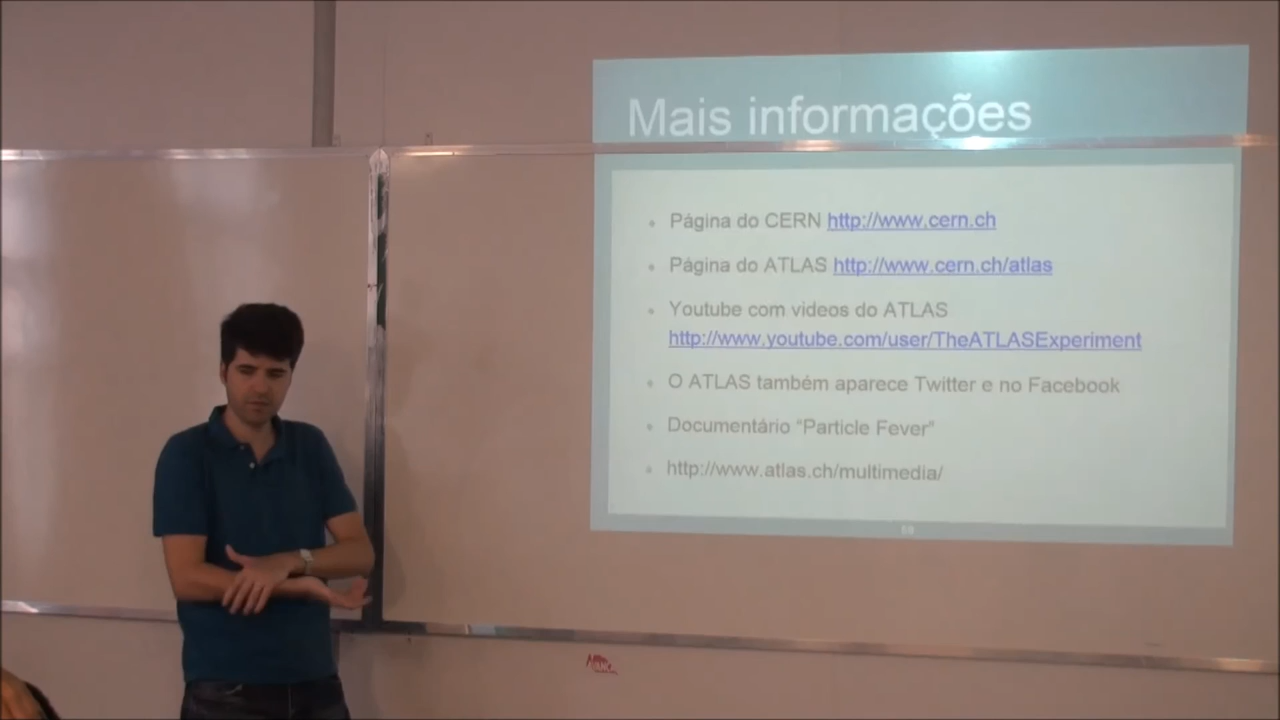 Mais informações
Página do CERN http://www.cern.ch
Página do ATLAS http://www.cern.ch/atlas
Youtube com videos do ATLAS
http://www.youtube.com/user/TheATLASExperiment
O ATLAS também aparece Twitter e no Facebook
Documentário "Particle Fever"
http://www.atlas.ch/multimedia/